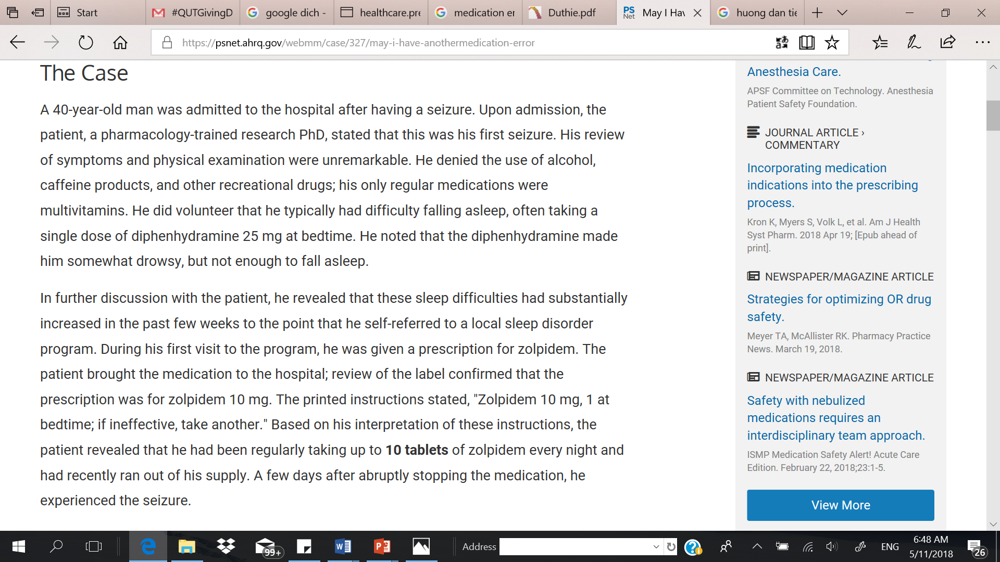 Start
#QUTGivingD
google dich -
healthcare.pre
medication er
Duthie.pdf
PS
Net
May I Hav
huong dan tie
https://psnet.ahrq.gov/webmm/case/327/may-i-have-anothermedication-error
The Case
A 40-year-old man was admitted to the hospital after having a seizure. Upon admission, the
patient, a pharmacology-trained research PhD, stated that this was his first seizure. His review
of symptoms and physical examination were unremarkable. He denied the use of alcohol,
caffeine products, and other recreational drugs; his only regular medications were
multivitamins. He did volunteer that he typically had difficulty falling asleep, often taking a
single dose of diphenhydramine 25 mg at bedtime. He noted that the diphenhydramine made
him somewhat drowsy, but not enough to fall asleep.
In further discussion with the patient, he revealed that these sleep difficulties had substantially
increased in the past few weeks to the point that he self-referred to a local sleep disorder
program. During his first visit to the program, he was given a prescription for zolpidem. The
patient brought the medication to the hospital; review of the label confirmed that the
prescription was for zolpidem 10 mg. The printed instructions stated, "Zolpidem 10 mg, 1 at
bedtime; if ineffective, take another." Based on his interpretation of these instructions, the
patient revealed that he had been regularly taking up to 10 tablets of zolpidem every night and
had recently ran out of his supply. A few days after abruptly stopping the medication, he
experienced the seizure.
Anesthesia Care.
APSF Committee on Technology. Anesthesia
Patient Safety Foundation.
JOURNAL ARTICLE ›
COMMENTARY
Incorporating medication
indications into the prescribing
process.
Kron K, Myers S, Volk L, et al. Am J Health
Syst Pharm. 2018 Apr 19; [Epub ahead of
print].
NEWSPAPER/MAGAZINE ARTICLE
Strategies for optimizing OR drug
safety.
Meyer TA, McAllister RK. Pharmacy Practice
News. March 19, 2018.
NEWSPAPER/MAGAZINE ARTICLE
Safety with nebulized
medications requires an
interdisciplinary team approach.
ISMP Medication Safety Alert! Acute Care
Edition. February 22, 2018;23:1-5.
View More
99+
Address
ENG
6:48 AM
5/11/2018
26